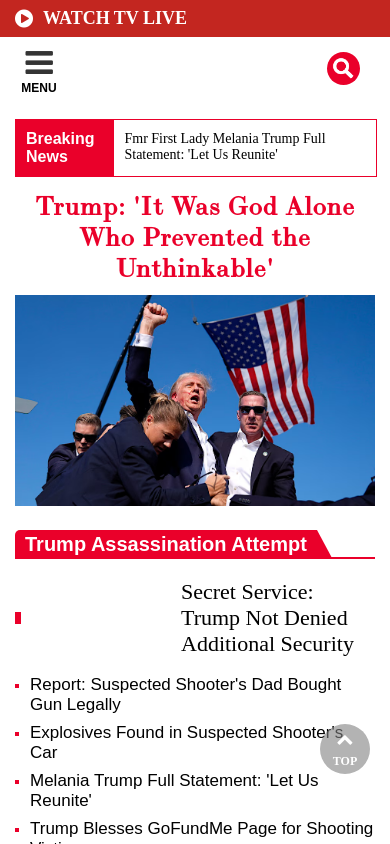 WATCH TV LIVE
MENU
Breaking
News
Fmr First Lady Melania Trump Full
Statement: 'Let Us Reunite'
Trump: 'It Was God Alone
Who Prevented the
Unthinkable'
Trump Assassination Attempt
Secret Service:
Trump Not Denied
Additional Security
Report: Suspected Shooter's Dad Bought
Gun Legally
Explosives Found in Suspected Shooter's
Car
TOP
Melania Trump Full Statement: 'Let Us
Reunite'
Trump Blesses GoFundMe Page for Shooting